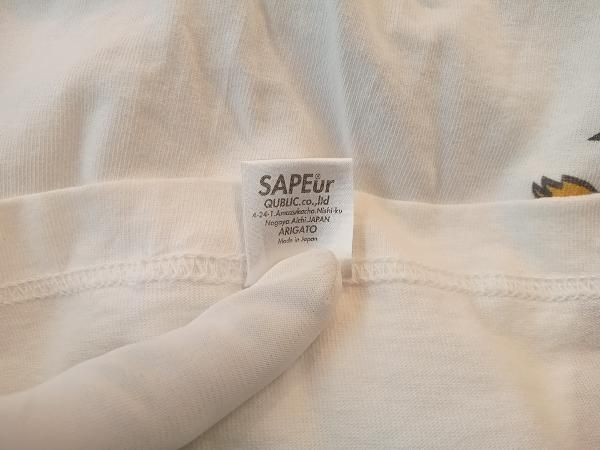 SAPEur®
QUBLIC.co.,ltd
4-24-1.Amazukacho.Nishi-ku
Nagoya.Aichi.JAPAN
ARIGATO
Made in Japan